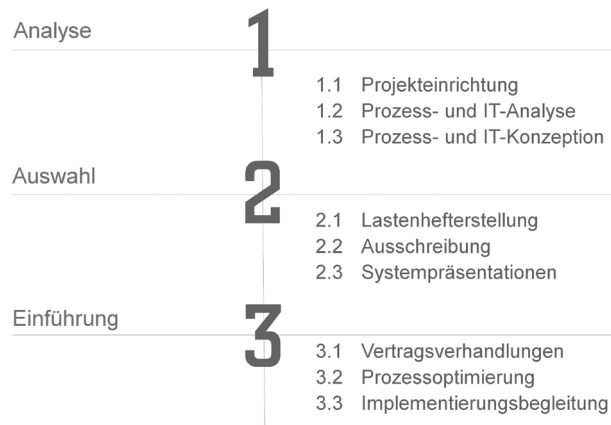 Analyse
1
1.1 Projekteinrichtung
1.2 Prozess- und IT-Analyse
1.3 Prozess- und IT-Konzeption
Auswahl
2
2.1 Lastenhefterstellung
2.2 Ausschreibung
2.3 Systempräsentationen
Einführung
3
3.1 Vertragsverhandlungen
3.2 Prozessoptimierung
3.3 Implementierungsbegleitung